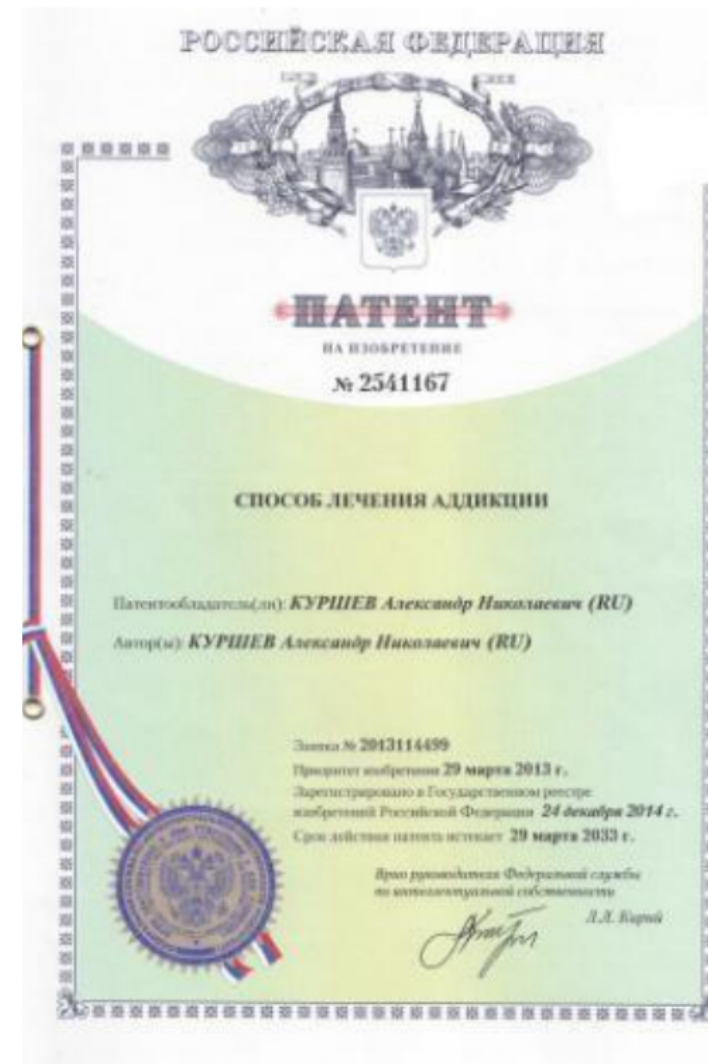 РОССИЙСКАЯ ФЕДЕРАЦИЯ
ПАТЕНТ
НА ИЗОБРЕТЕНИЕ
№ 2541167
СПОСОБ ЛЕЧЕНИЯ АДДИКЦИИ
Патентообладатель(ли): КУРШЕВ Александр Николаевич (RU)
Автор(ы): КУРШЕВ Александр Николаевич (RU)
Заявка № 2013114499
Приоритет изобретения 29 марта 2013 г.
Зарегистрировано в Государственном реестре
изобретений Российской Федерации 24 декабря 2014 г.
Срок действия патента истекает 29 марта 2033 г.
Врио руководителя Федеральной службы
по интеллектуальной собственности
Л.Л. Кирий